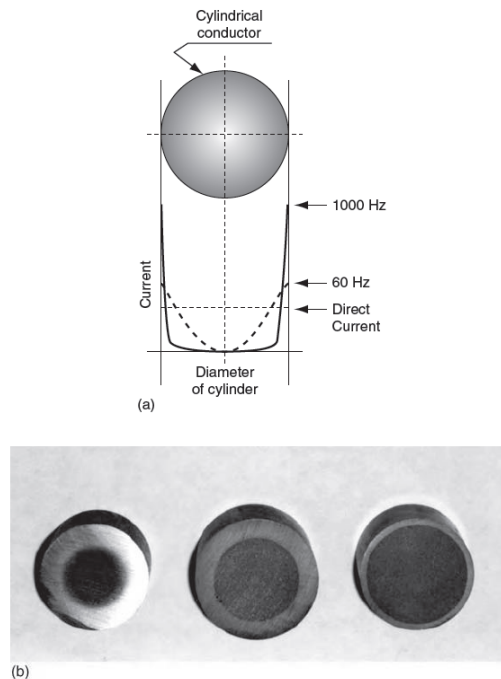 Cylindrical
conductor
1000 Hz
Current
60 Hz
Direct
Current
Diameter
of cylinder
(a)
(b)